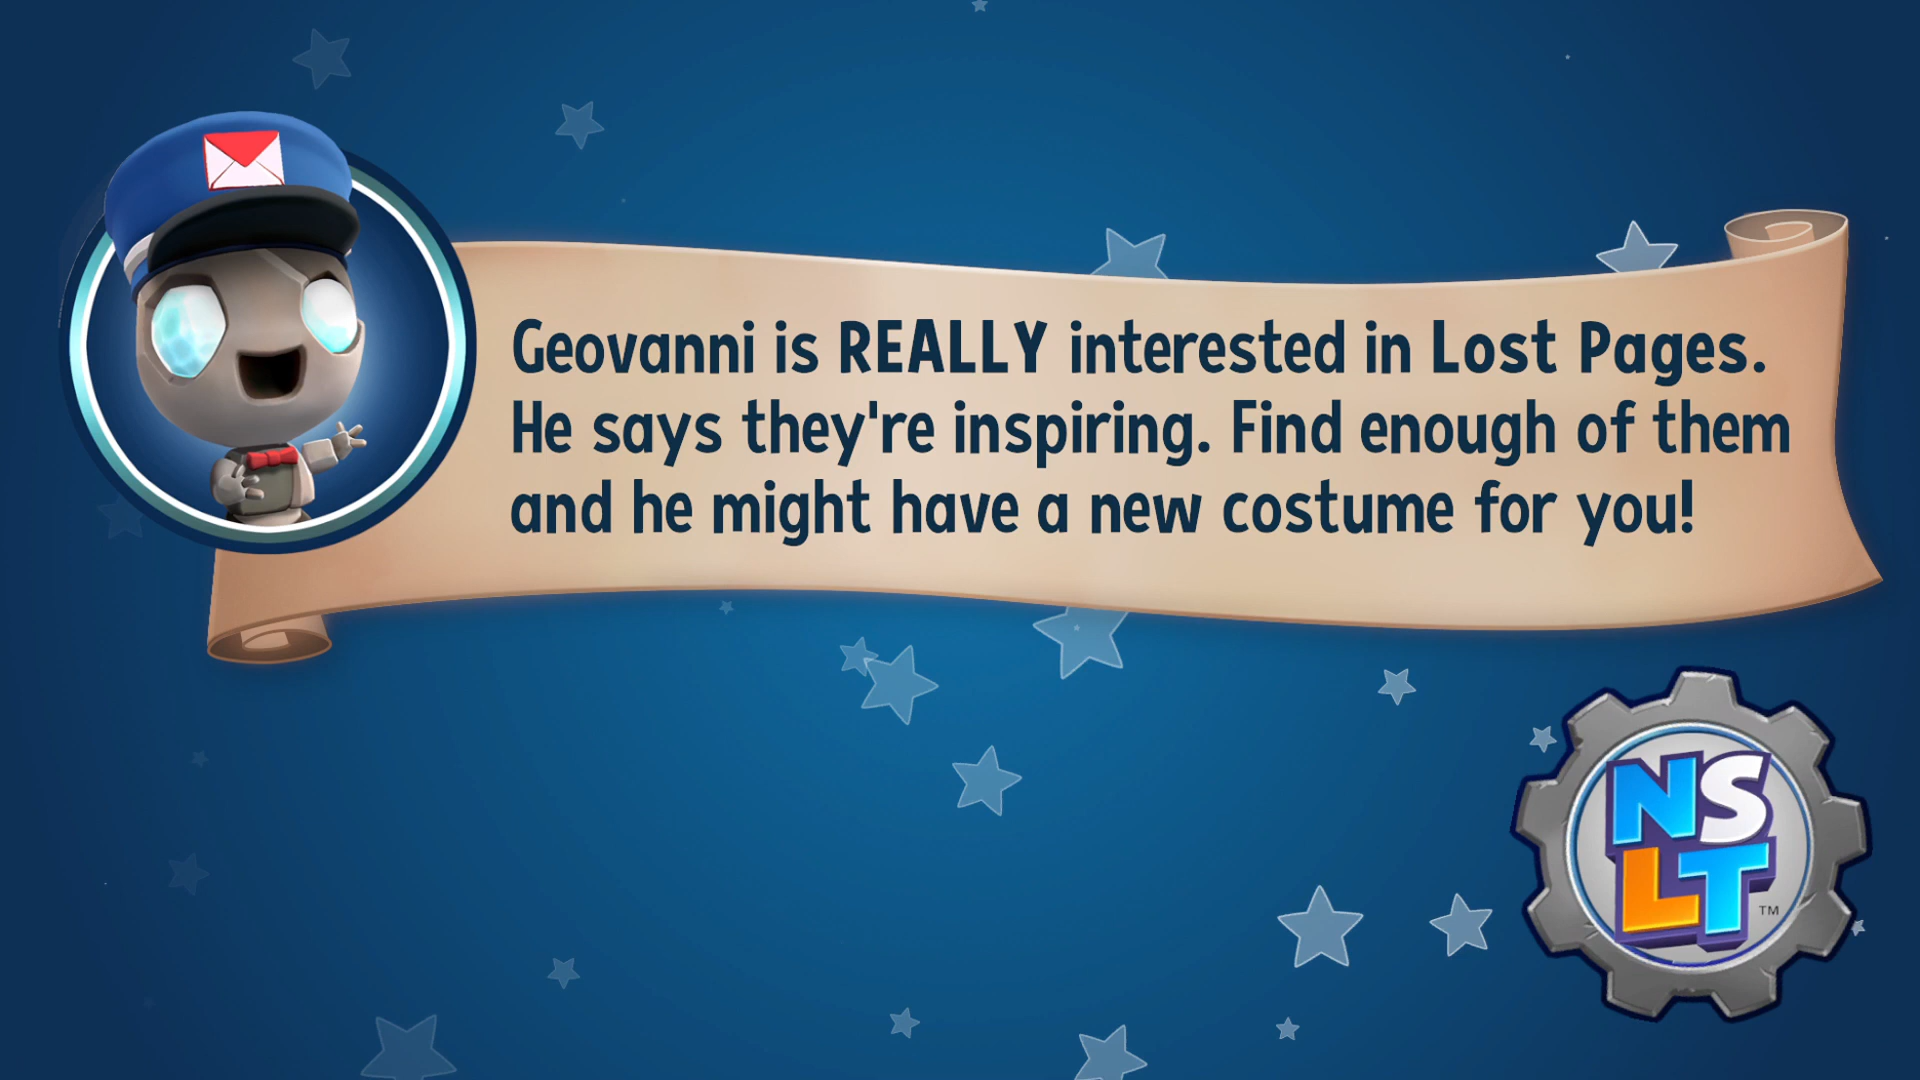 Geovanni is REALLY interested in Lost Pages.
He says they're inspiring. Find enough of them
and he might have a new costume for you!
NS
LT
TM